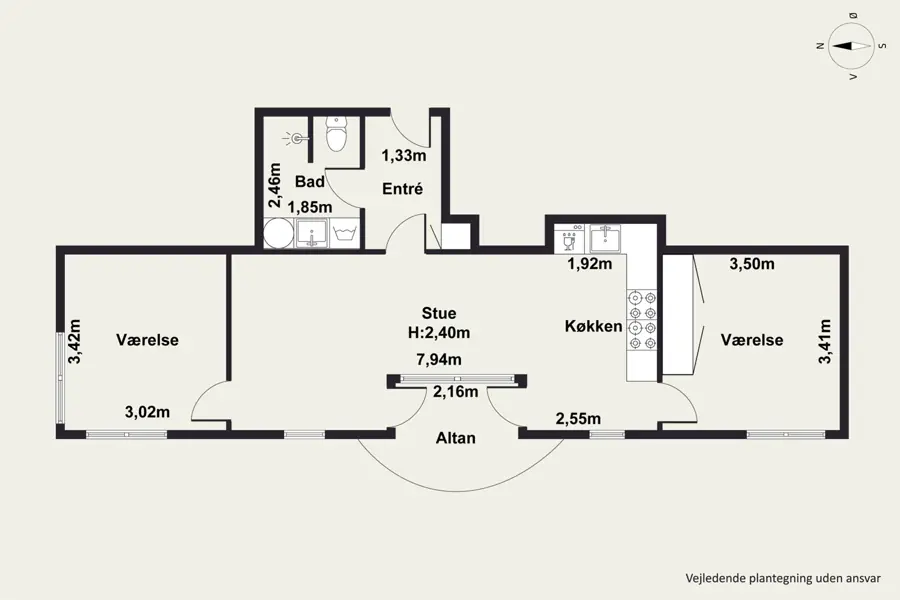 Ø
N
S
V
1,33m
Entré
2,46m
Bad
1,85m
1,92m
3,50m
Stue
H:2,40m
7,94m
Køkken
Værelse
3,41m
Værelse
3,42m
3,02m
2,16m
2,55m
Altan
Vejledende plantegning uden ansvar